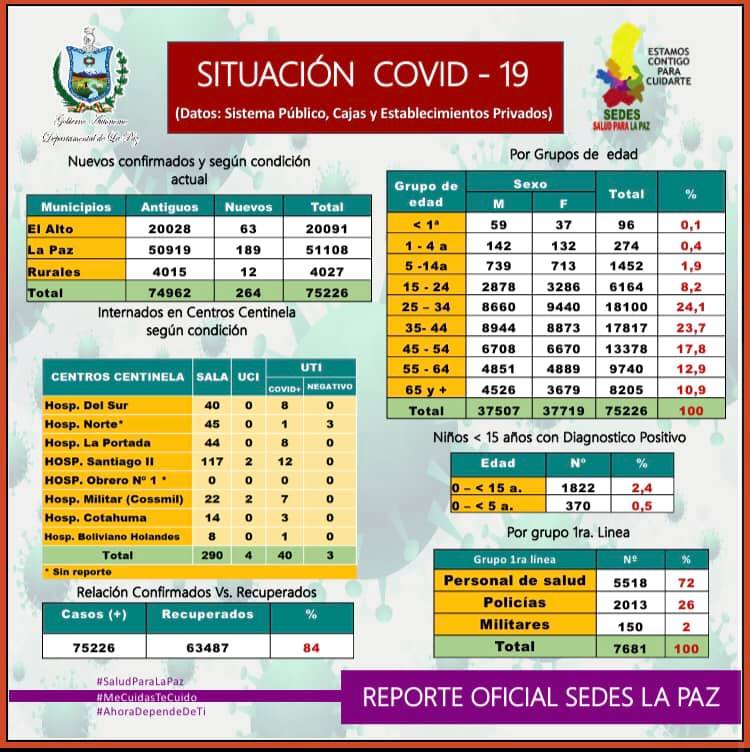 SITUACIÓN COVID - 19
(Datos: Sistema Público, Cajas y Establecimientos Privados)
Gobierno Autónomo
Departamental de La Paz
ESTAMOS
CONTIGO
PARA
CUIDARTE
SEDES
SALUD PARA LA PAZ
Nuevos confirmados y según condición
actual
Municipios Antiguos Nuevos Total
El Alto 20028 63 20091
La Paz 50919 189 51108
Rurales 4015 12 4027
Total 74962 264 75226
Internados en Centros Centinela
según condición
CENTROS CENTINELA SALA UCI UTI
COVID+ NEGATIVO
Hosp. Del Sur 40 0 8 0
Hosp. Norte* 45 0 1 3
Hosp. La Portada 44 0 8 0
HOSP. Santiago II 117 2 12 0
HOSP. Obrero Nº 1 * 0 0 0 0
Hosp. Militar (Cossmil) 22 2 7 0
Hosp. Cotahuma 14 0 3 0
Hosp. Boliviano Holandes 8 0 1 0
Total 290 4 40 3
* Sin reporte
Relación Confirmados Vs. Recuperados
Casos (+) Recuperados %
75226 63487 84
Por Grupos de edad
Grupo de edad Sexo Total %
M F
< 1ª 59 37 96 0,1
1 - 4 a 142 132 274 0,4
5 -14a 739 713 1452 1,9
15 - 24 2878 3286 6164 8,2
25 – 34 8660 9440 18100 24,1
35- 44 8944 8873 17817 23,7
45 - 54 6708 6670 13378 17,8
55 - 64 4851 4889 9740 12,9
65 y + 4526 3679 8205 10,9
Total 37507 37719 75226 100
Niños < 15 años con Diagnostico Positivo
Edad Nº %
0 – < 15 a. 1822 2,4
0 – < 5 a. 370 0,5
Por grupo 1ra. Linea
Grupo 1ra línea Nº %
Personal de salud 5518 72
Policías 2013 26
Militares 150 2
Total 7681 100
#SaludParaLaPaz
#MeCuidasTeCuido
#AhoraDependeDeTi
REPORTE OFICIAL SEDES LA PAZ